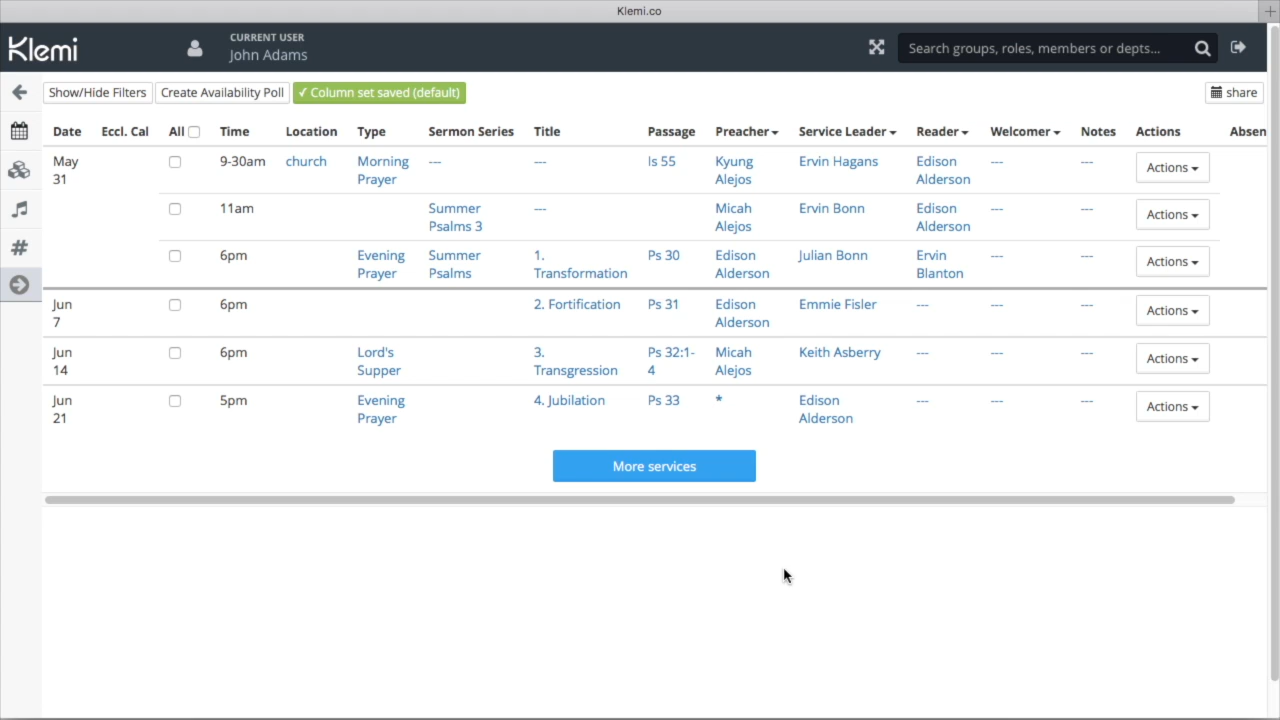 Klemi.co
Klemi
CURRENT USER
John Adams
Search groups, roles, members or depts...
Show/Hide Filters
Create Availability Poll
✓ Column set saved (default)
share
Date Eccl. Cal All Time Location Type Sermon Series Title Passage Preacher Service Leader Reader Welcomer Notes Actions Absen
May 9-30am church Morning --- --- Is 55 Kyung Ervin Hagans Edison --- --- Actions
31 Prayer Alejos Alderson
11am Summer --- Micah Ervin Bonn Edison --- --- Actions
Psalms 3 Alejos Alderson
6pm Evening Summer 1. Ps 30 Edison Julian Bonn Ervin --- --- Actions
Prayer Psalms Transformation Alderson Blanton
Jun 6pm 2. Fortification Ps 31 Edison Emmie Fisler --- --- --- Actions
7 Alderson
Jun 6pm Lord's 3. Ps 32:1- Micah Keith Asberry --- --- --- Actions
14 Supper Transgression 4 Alejos
Jun 5pm Evening 4. Jubilation Ps 33 * Edison --- --- --- Actions
21 Prayer Alderson
More services